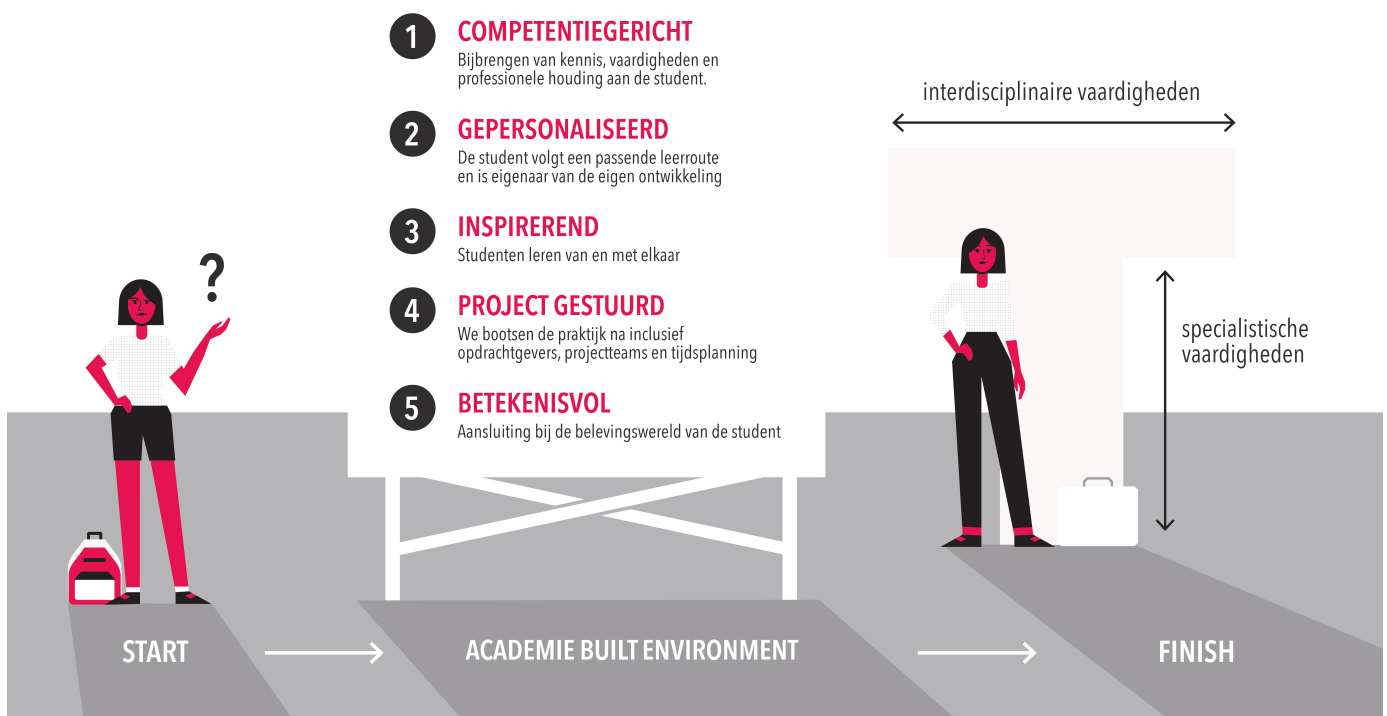 1 COMPETENTIEGERICHT
Bijbrengen van kennis, vaardigheden en
professionele houding aan de student.
2 GEPERSONALISEERD
De student volgt een passende leerroute
en is eigenaar van de eigen ontwikkeling
3 INSPIREREND
Studenten leren van en met elkaar
4 PROJECT GESTUURD
We bootsen de praktijk na inclusief
opdrachtgevers, projectteams en tijdsplanning
5 BETEKENISVOL
Aansluiting bij de belevingswereld van de student
?
interdisciplinaire vaardigheden
specialistische
vaardigheden
START
ACADEMIE BUILT ENVIRONMENT
FINISH